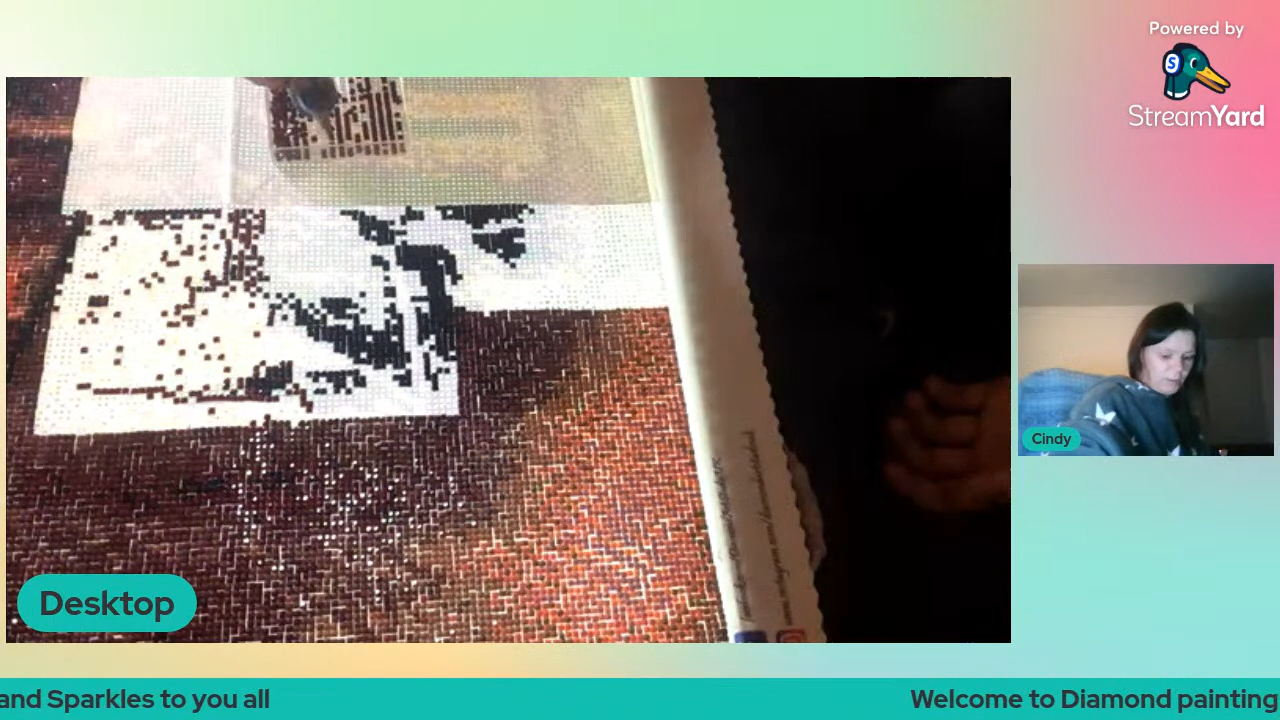 Powered by
StreamYard
Cindy
Desktop
and Sparkles to you all
Welcome to Diamond painting